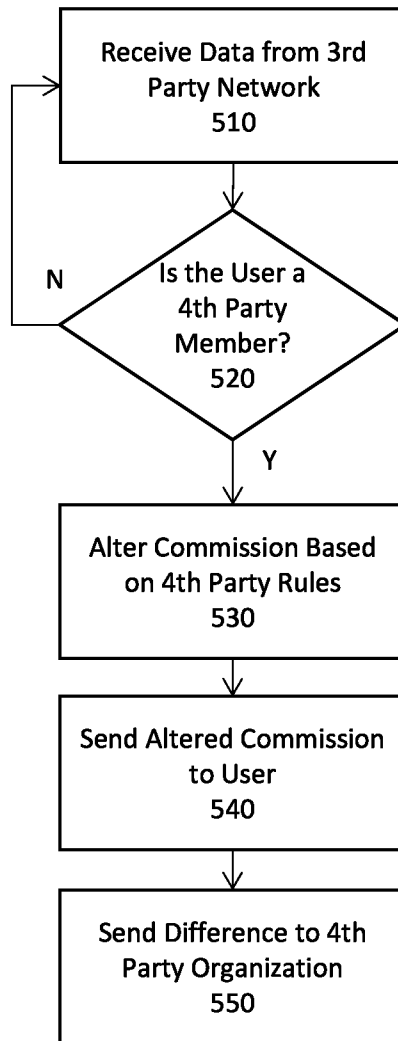 Receive Data from 3rd
Party Network
510
Is the User a
4th Party
Member?
520
N
Y
Alter Commission Based
on 4th Party Rules
530
Send Altered Commission
to User
540
Send Difference to 4th
Party Organization
550